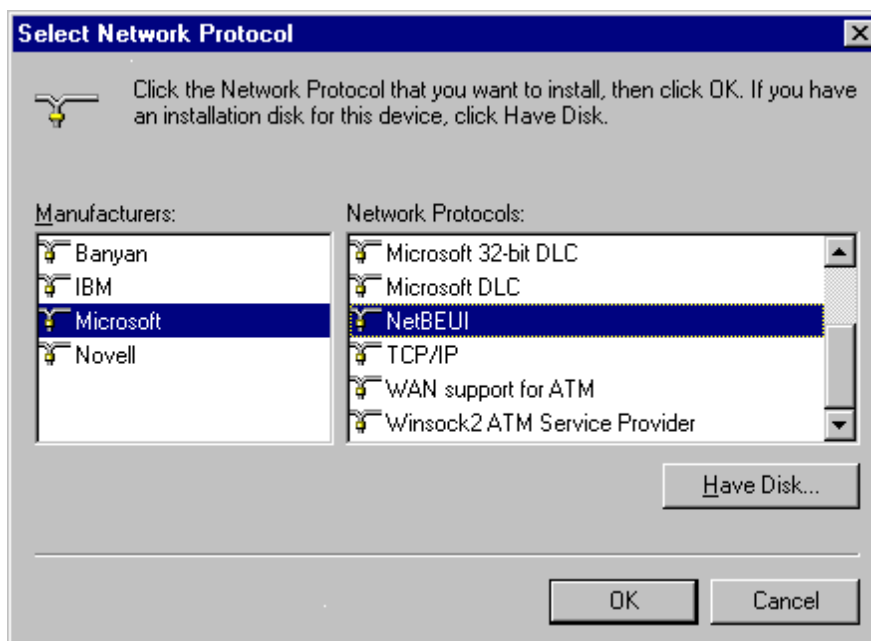 Select Network Protocol
Click the Network Protocol that you want to install, then click OK. If you have
an installation disk for this device, click Have Disk.
Manufacturers:
Banyan
IBM
Microsoft
Novell
Network Protocols:
Microsoft 32-bit DLC
Microsoft DLC
NetBEUI
TCP/IP
WAN support for ATM
Winsock2 ATM Service Provider
Have Disk...
OK
Cancel